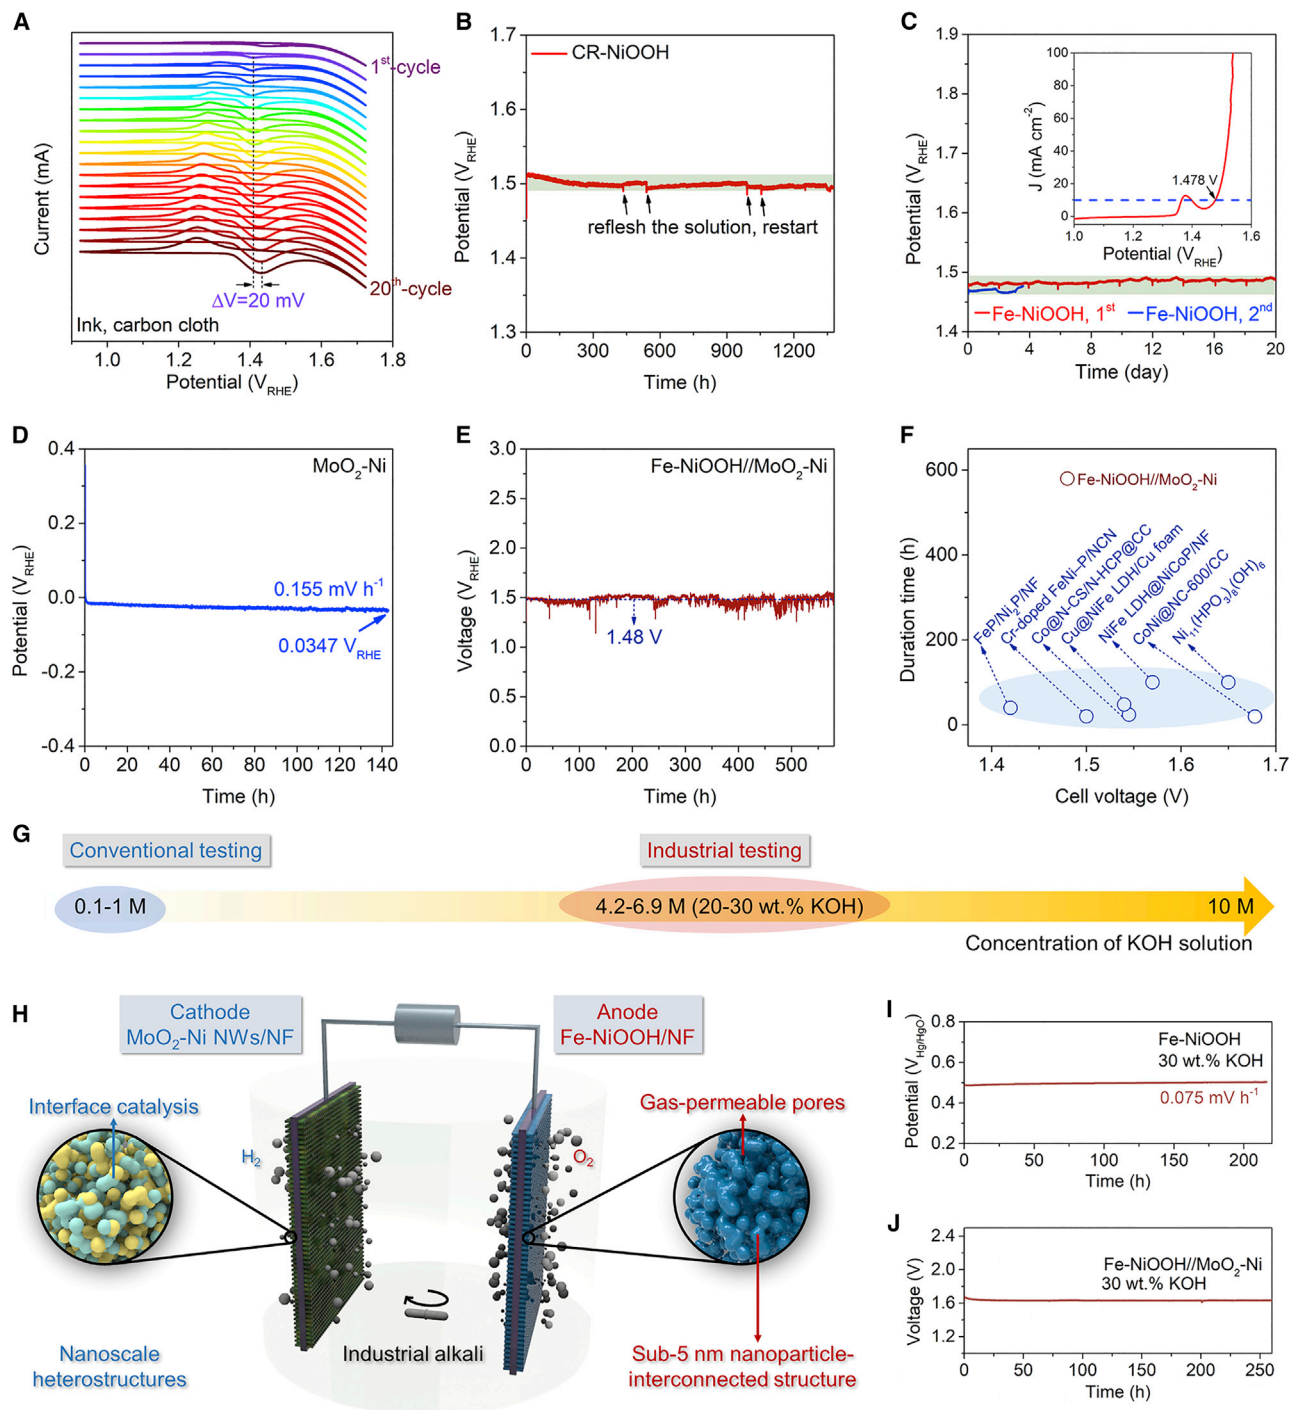 A
1st-cycle
20th-cycle
ΔV=20 mV
Ink, carbon cloth
Current (mA)
1.0 1.2 1.4 1.6 1.8
Potential (VRHE)
B
CR-NiOOH
reflesh the solution, restart
Potential (VRHE)
1.7
1.6
1.5
1.4
1.3
0 300 600 900 1200
Time (h)
C
Potential (VRHE)
1.9
1.8
1.7
1.6
1.5
1.4
J (mA cm-2)
100
80
60
40
20
0
1.478 V
1.0 1.2 1.4 1.6
Potential (VRHE)
Fe-NiOOH, 1st
Fe-NiOOH, 2nd
0 4 8 12 16 20
Time (day)
D
MoO2-Ni
Potential (VRHE)
0.4
0.2
0.0
-0.2
-0.4
0.155 mV h-1
0.0347 VRHE
0 20 40 60 80 100 120 140
Time (h)
E
Fe-NiOOH//MoO2-Ni
Voltage (VRHE)
3.0
2.5
2.0
1.5
1.0
0.5
0.0
1.48 V
0 100 200 300 400 500
Time (h)
F
Duration time (h)
600
400
200
0
Fe-NiOOH//MoO2-Ni
FeP/Ni2P/NF
Cr-doped FeNi-P/NCN
Co@N-CS/N-HCP@CC
Cu@NiFe LDH/Cu foam
NiFe LDH@NiCoP/NF
CoNi@NC-600/CC
Ni11(HPO3)8(OH)6
1.4 1.5 1.6 1.7
Cell voltage (V)
G
Conventional testing
Industrial testing
0.1-1 M
4.2-6.9 M (20-30 wt.% KOH)
10 M
Concentration of KOH solution
H
Cathode
MoO2-Ni NWs/NF
Anode
Fe-NiOOH/NF
Interface catalysis
H2
O2
Gas-permeable pores
Nanoscale
heterostructures
Industrial alkali
Sub-5 nm nanoparticle-
interconnected structure
I
Potential (VHg/HgO)
0.8
0.6
0.4
0.2
Fe-NiOOH
30 wt.% KOH
0.075 mV h-1
0 50 100 150 200
Time (h)
J
Voltage (V)
2.4
2.0
1.6
1.2
Fe-NiOOH//MoO2-Ni
30 wt.% KOH
0 50 100 150 200 250
Time (h)